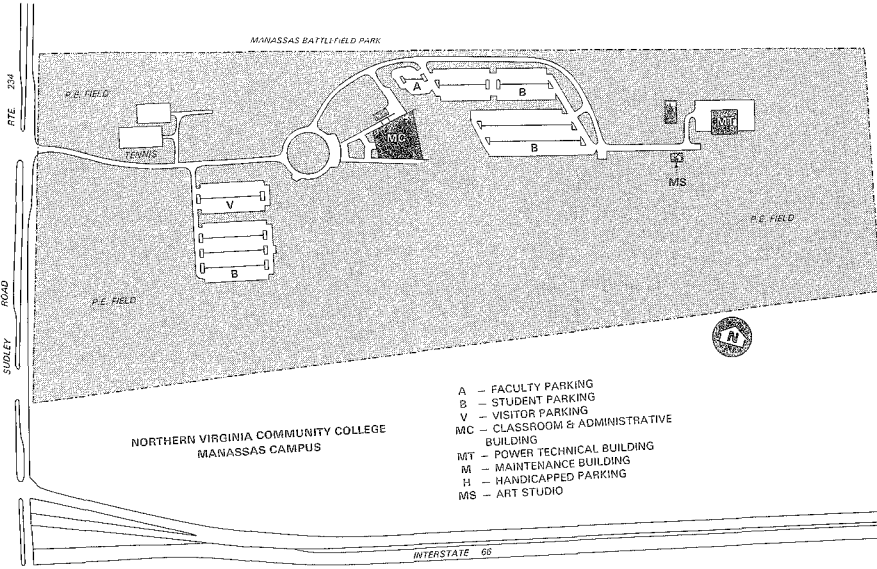 MANASSAS BATTLEFIELD PARK
RTE. 234
P.E. FIELD
TENNIS
A
B
MC
MT
B
MS
V
B
P.E. FIELD
P.E. FIELD
SUDLEY ROAD
N
A – FACULTY PARKING
B – STUDENT PARKING
V – VISITOR PARKING
MC – CLASSROOM & ADMINISTRATIVE
BUILDING
MT – POWER TECHNICAL BUILDING
M – MAINTENANCE BUILDING
H – HANDICAPPED PARKING
MS – ART STUDIO
NORTHERN VIRGINIA COMMUNITY COLLEGE
MANASSAS CAMPUS
INTERSTATE 66